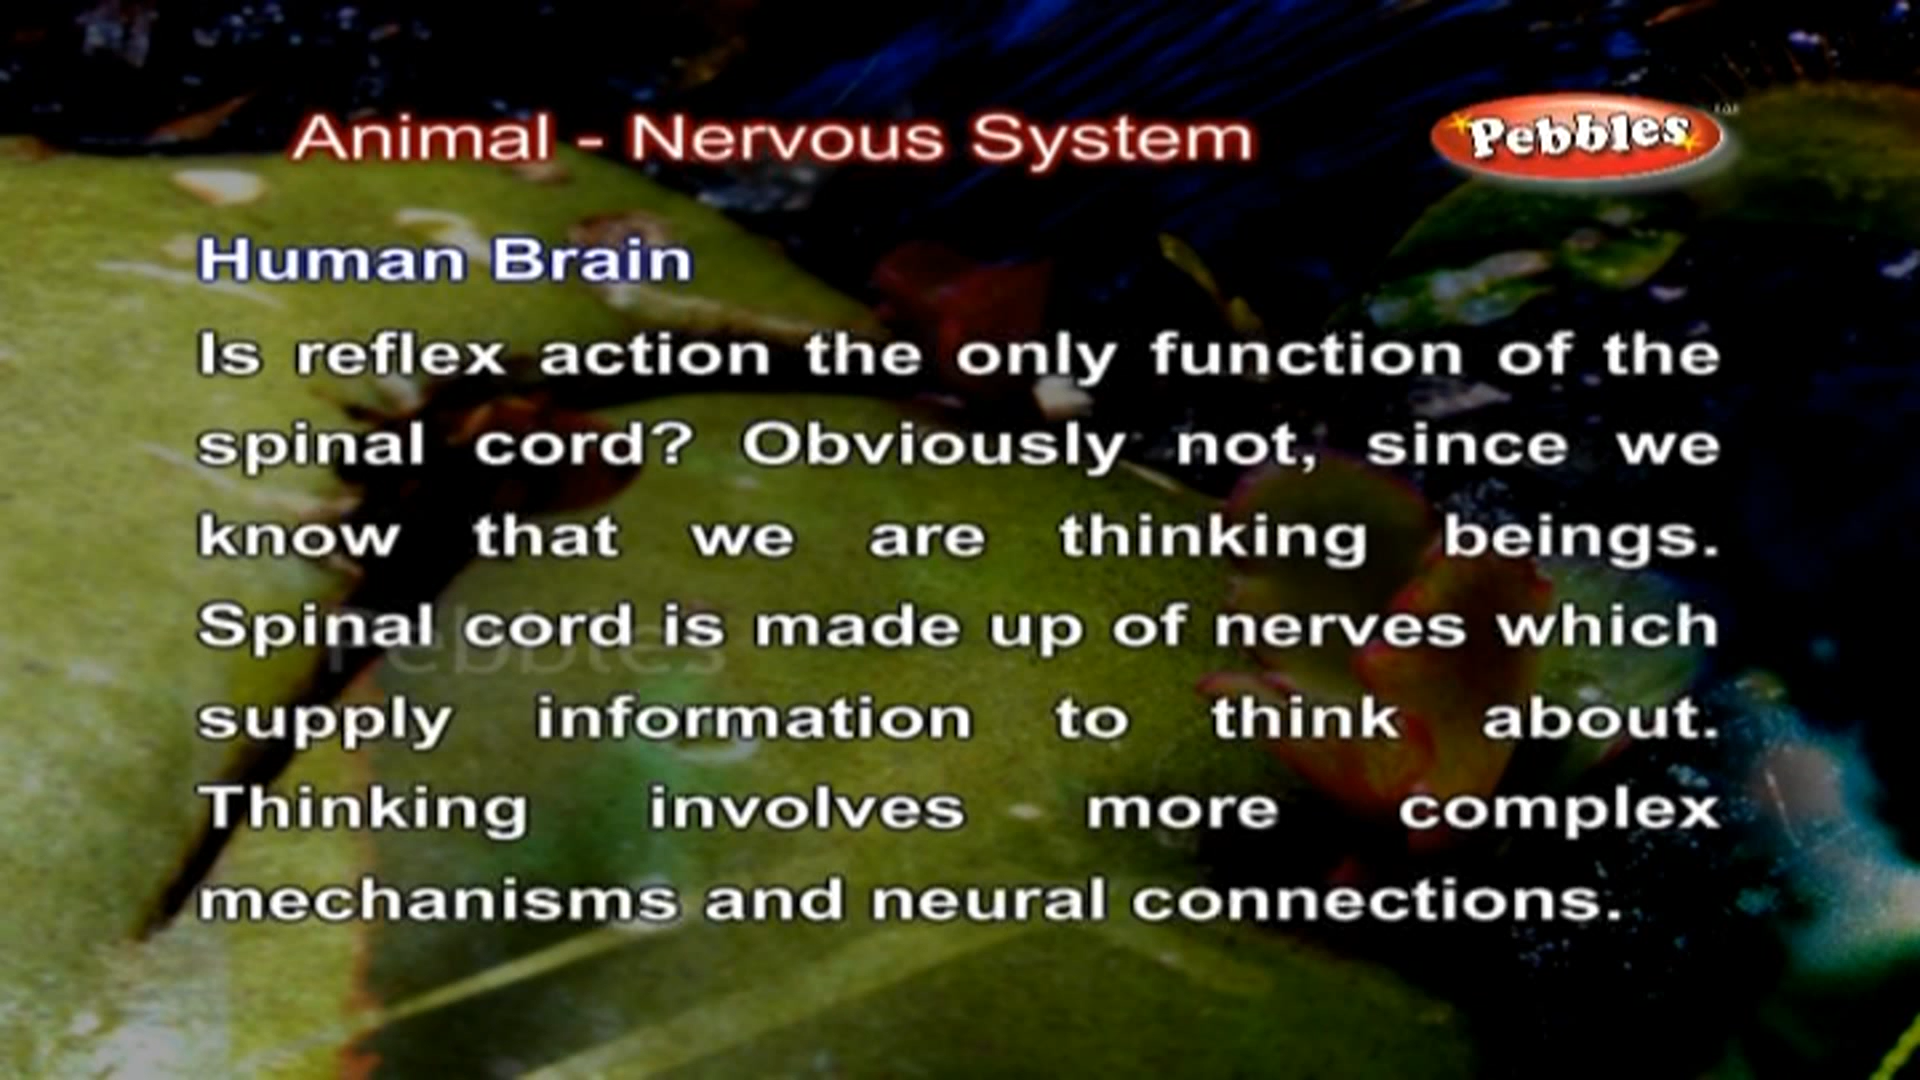 Animal - Nervous System
Pebbles
Human Brain
Is reflex action the only function of the
spinal cord? Obviously not, since we
know that we are thinking beings.
Spinal cord is made up of nerves which
Pebbles
supply information to think about.
Thinking involves more complex
mechanisms and neural connections.